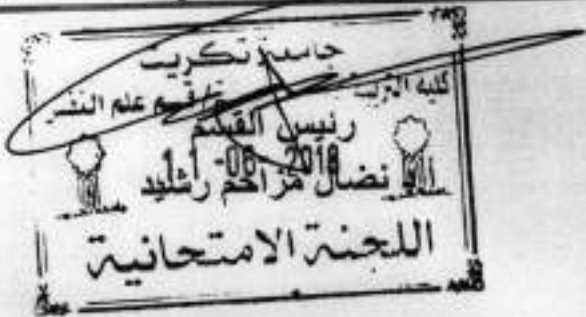 جامعة تكريت
كلية التربية قسم علم النفس
رئيس القسم
11-06-2018
نضال مزاحم رشيد
اللجنة الامتحانية